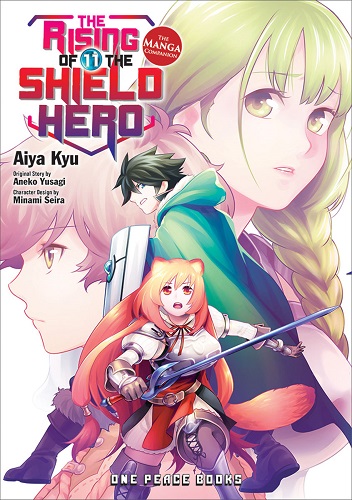 THE
RISING
OF 11 THE
SHIELD
HERO
THE
MANGA
COMPANION
Aiya Kyu
Original Story by
Aneko Yusagi
Character Design by
Minami Seira
ONE PEACE BOOKS